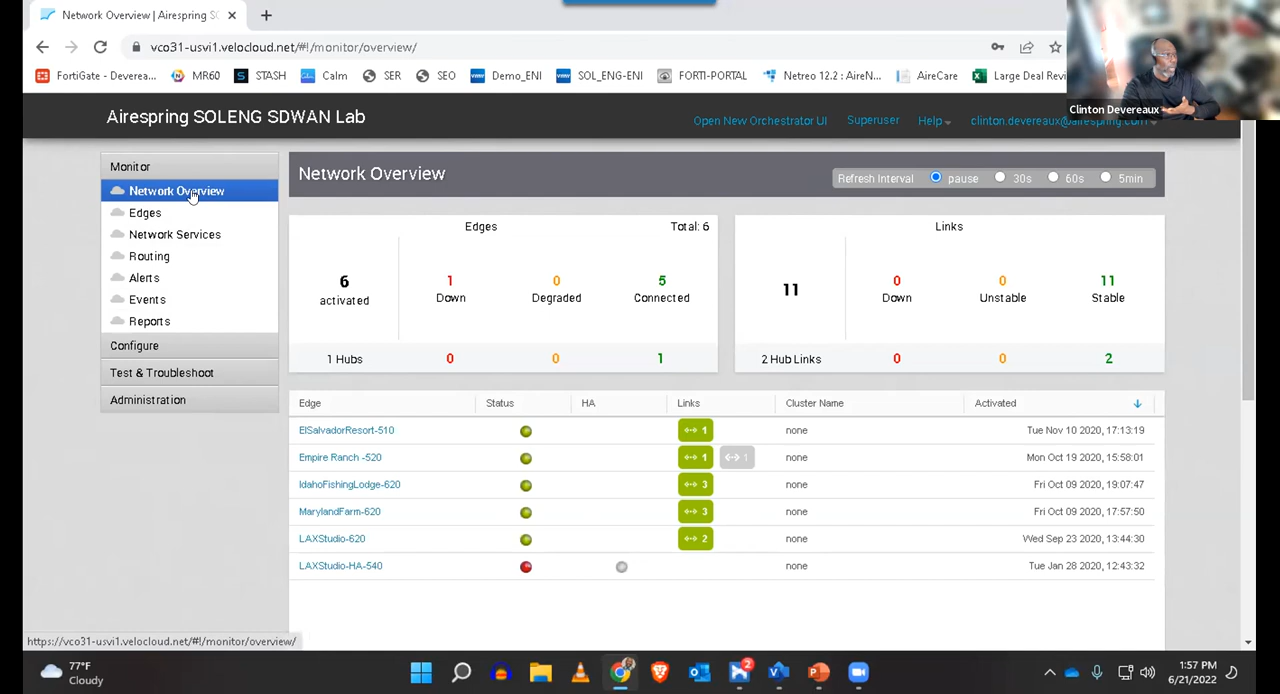 Network Overview | Airespring SO
vco31-usvi1.velocloud.net/#!/monitor/overview/
FortiGate - Deverea...
MR60
STASH
Calm
SER
SEO
Demo_ENI
SOL_ENG-ENI
FORTI-PORTAL
Netreo 12.2 : AireN...
AireCare
Large Deal Revi
Clinton Devereaux
Airespring SOLENG SDWAN Lab
Open New Orchestrator UI
Superuser
Help
clinton.devereaux@airespring.com
Monitor
Network Overview
Edges
Network Services
Routing
Alerts
Events
Reports
Configure
Test & Troubleshoot
Administration
Network Overview
Refresh Interval pause 30s 60s 5min
Edges Total: 6
6 1 0 5
activated Down Degraded Connected
1 Hubs 0 0 1
Links
11 0 0 11
Down Unstable Stable
2 Hub Links 0 0 2
Edge Status HA Links Cluster Name Activated
ElSalvadorResort-510 1 none Tue Nov 10 2020, 17:13:19
Empire Ranch -520 1 1 none Mon Oct 19 2020, 15:58:01
IdahoFishingLodge-620 3 none Fri Oct 09 2020, 19:07:47
MarylandFarm-620 3 none Fri Oct 09 2020, 17:57:50
LAXStudio-620 2 none Wed Sep 23 2020, 13:44:30
LAXStudio-HA-540 none Tue Jan 28 2020, 12:43:32
https://vco31-usvi1.velocloud.net/#!/monitor/overview/
77°F
Cloudy
2
1:57 PM
6/21/2022